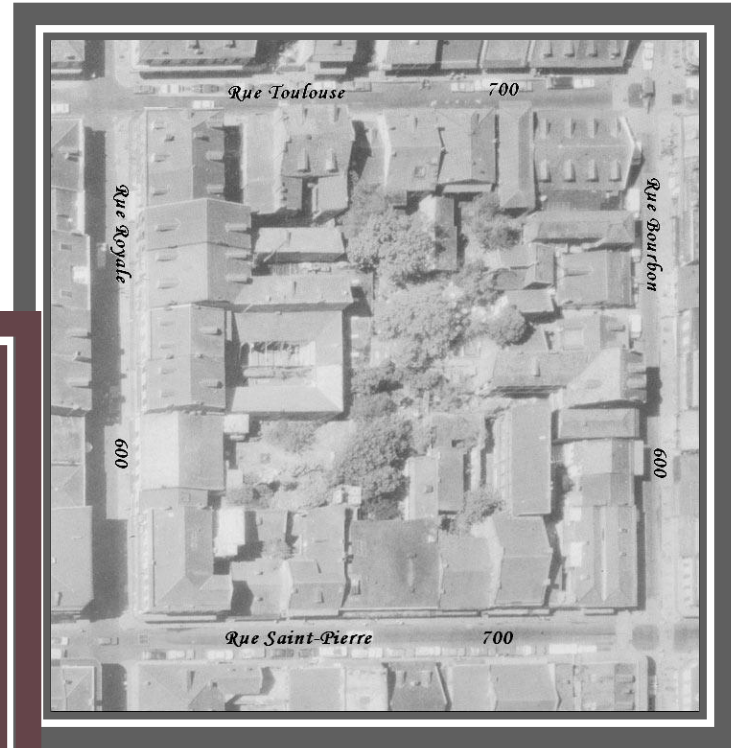 Rue Toulouse 700
Rue Royale
Rue Bourbon
600
600
Rue Saint-Pierre 700